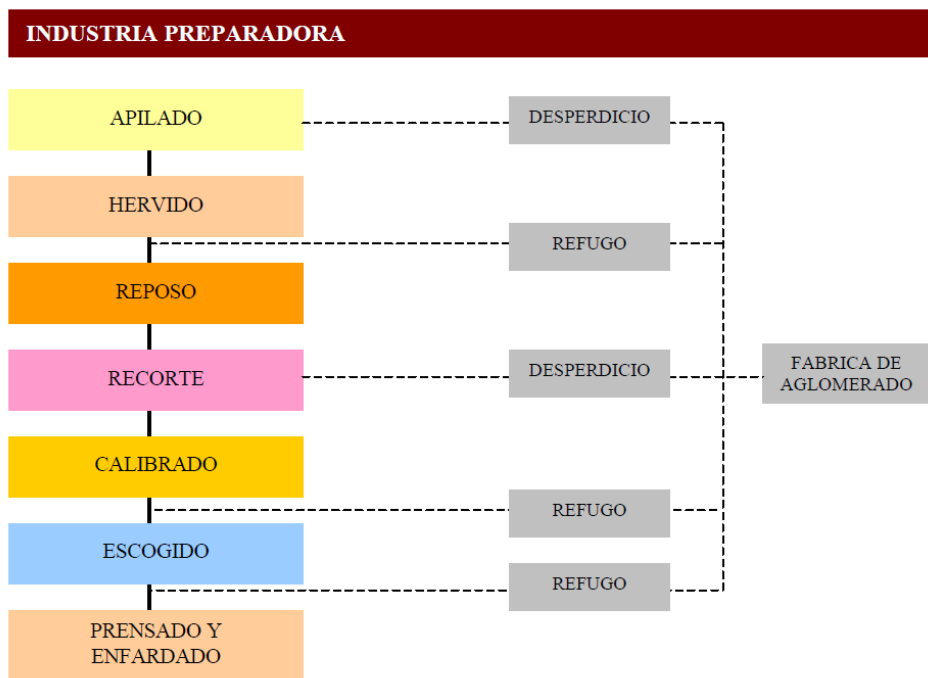 INDUSTRIA PREPARADORA
APILADO
DESPERDICIO
HERVIDO
REFUGO
REPOSO
RECORTE
DESPERDICIO
FABRICA DE
AGLOMERADO
CALIBRADO
REFUGO
ESCOGIDO
REFUGO
PRENSADO Y
ENFARDADO